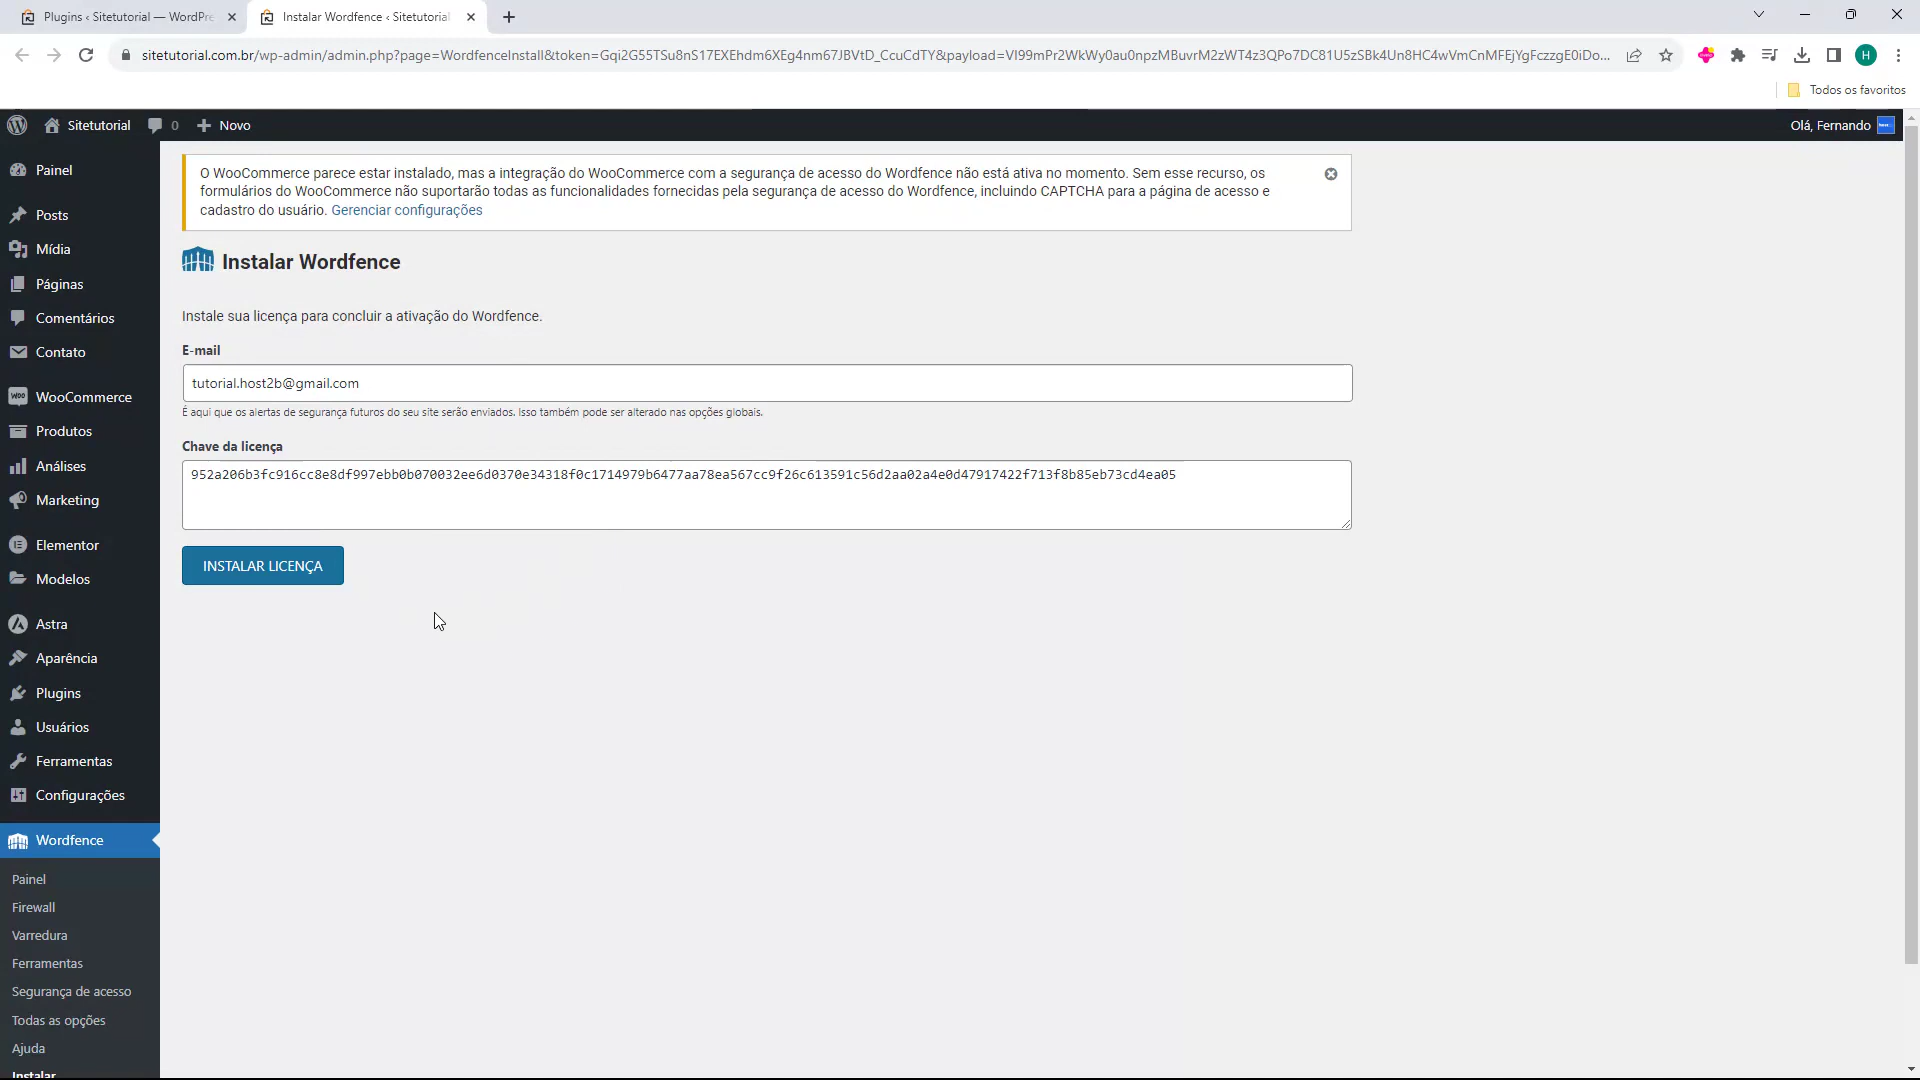 Plugins ‹ Sitetutorial — WordPre
Instalar Wordfence ‹ Sitetutorial
sitetutorial.com.br/wp-admin/admin.php?page=WordfenceInstall&token=Gqi2G55TSu8nS17EXEhdm6XEg4nm67JBVtD_CcuCdTY&payload=VI99mPr2WkWy0au0npzMBuvrM2zWT4z3QPo7DC81U5zSBk4Un8HC4wVmCnMFEjYgFczzgE0iDo...
H
Todos os favoritos
Sitetutorial 0 Novo
Olá, Fernando
Painel
Posts
Mídia
Páginas
Comentários
Contato
WooCommerce
Produtos
Análises
Marketing
Elementor
Modelos
Astra
Aparência
Plugins
Usuários
Ferramentas
Configurações
Wordfence
Painel
Firewall
Varredura
Ferramentas
Segurança de acesso
Todas as opções
Ajuda
Instalar
O WooCommerce parece estar instalado, mas a integração do WooCommerce com a segurança de acesso do Wordfence não está ativa no momento. Sem esse recurso, os
formulários do WooCommerce não suportarão todas as funcionalidades fornecidas pela segurança de acesso do Wordfence, incluindo CAPTCHA para a página de acesso e
cadastro do usuário. Gerenciar configurações
Instalar Wordfence
Instale sua licença para concluir a ativação do Wordfence.
E-mail
tutorial.host2b@gmail.com
É aqui que os alertas de segurança futuros do seu site serão enviados. Isso também pode ser alterado nas opções globais.
Chave da licença
952a206b3fc916cc8e8df997ebb0b070032ee6d0370e34318f0c1714979b6477aa78ea567cc9f26c613591c56d2aa02a4e0d47917422f713f8b85eb73cd4ea05
INSTALAR LICENÇA